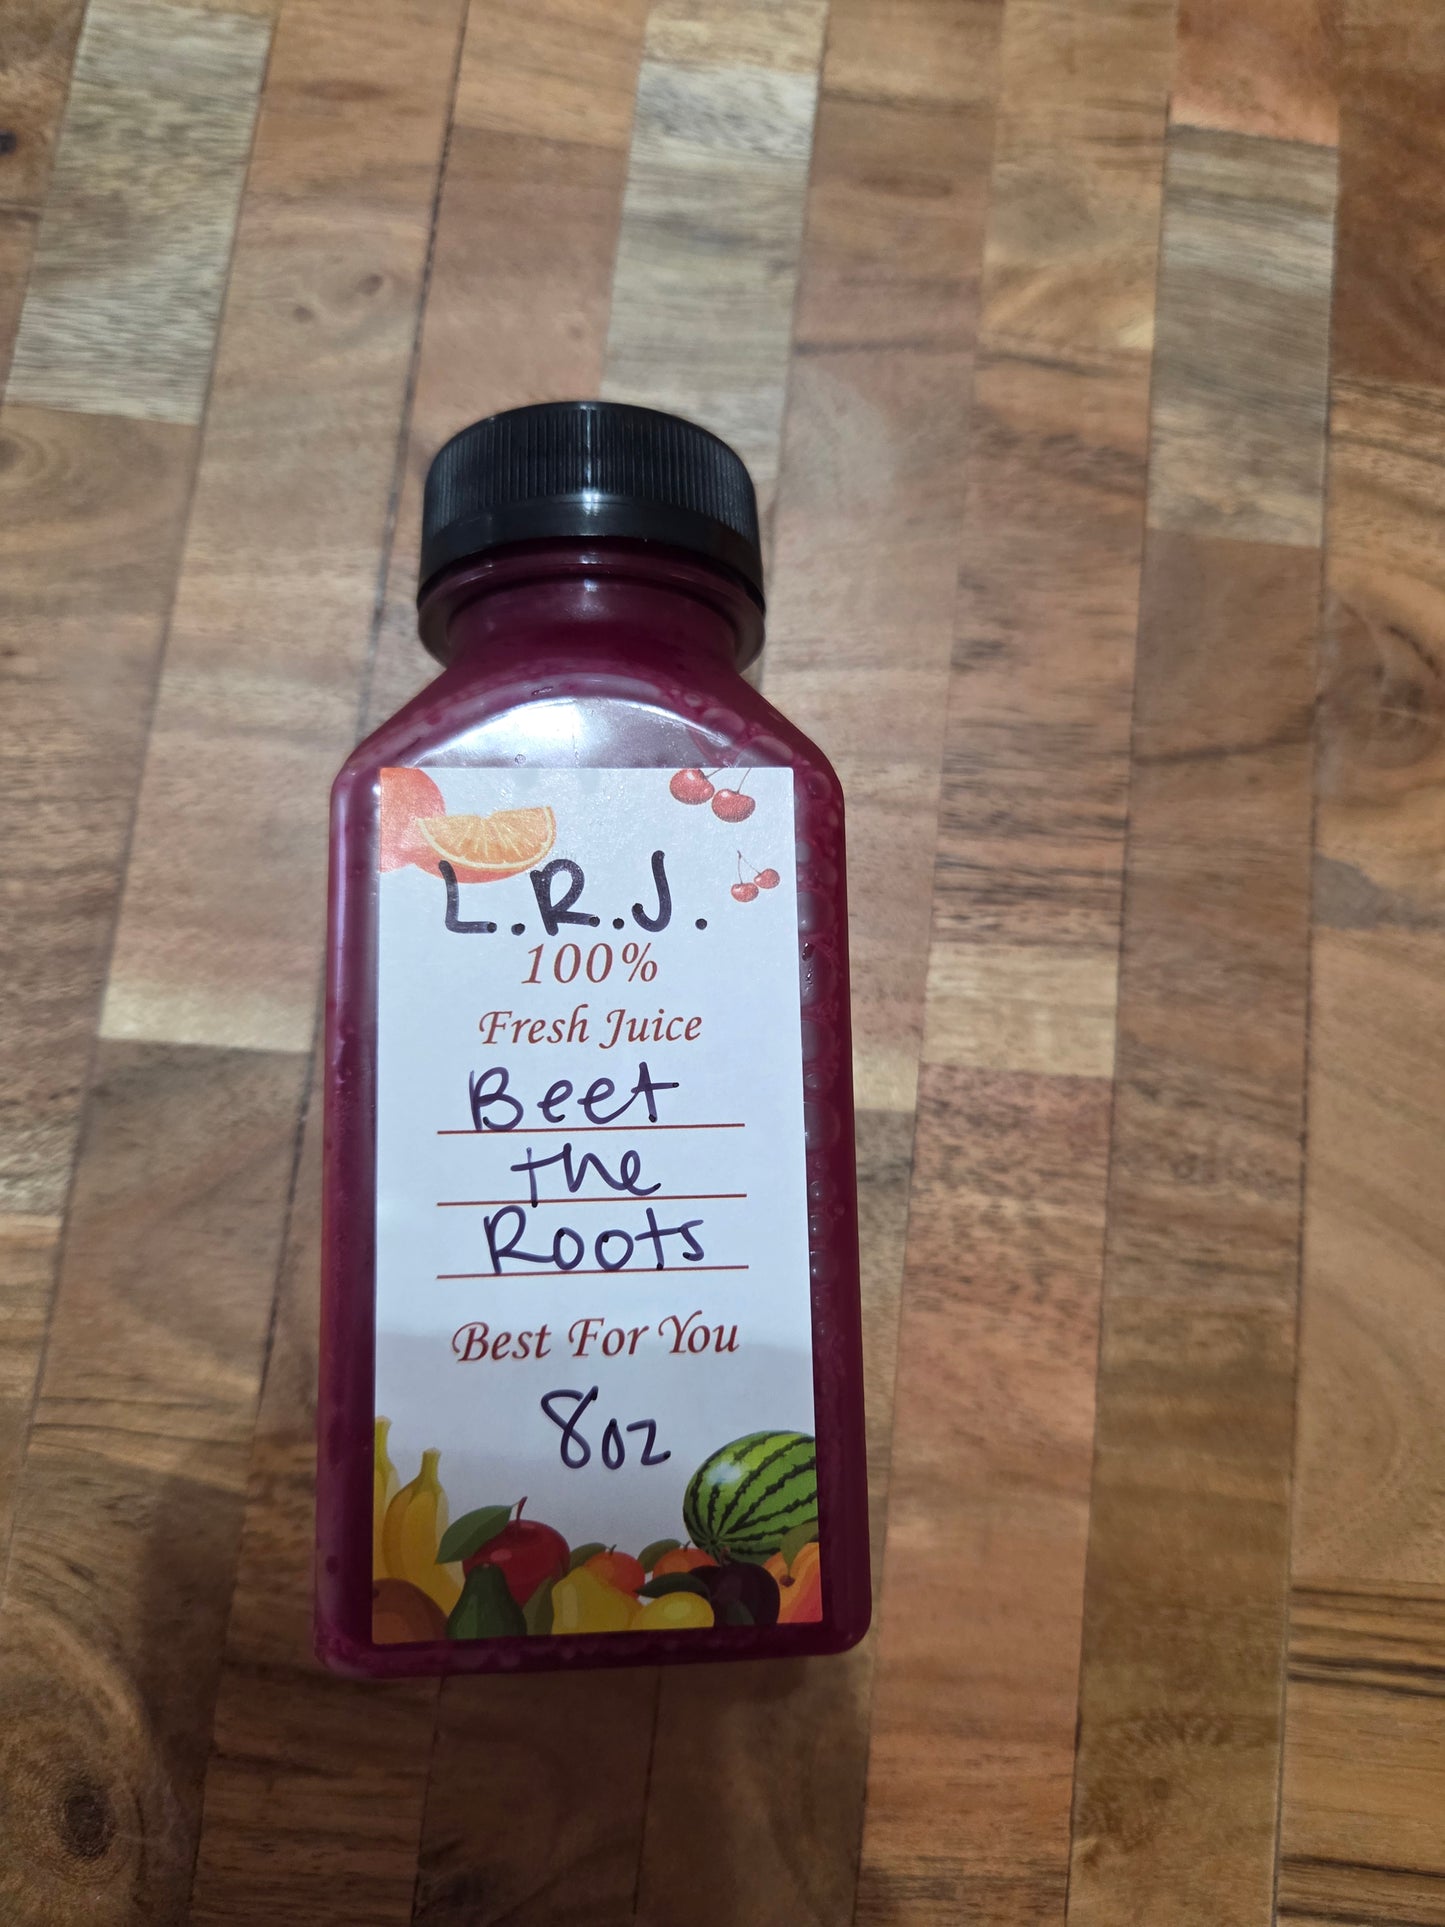 L.R.J.
100%
Fresh Juice
Beet
the
Roots
Best For You
8oz